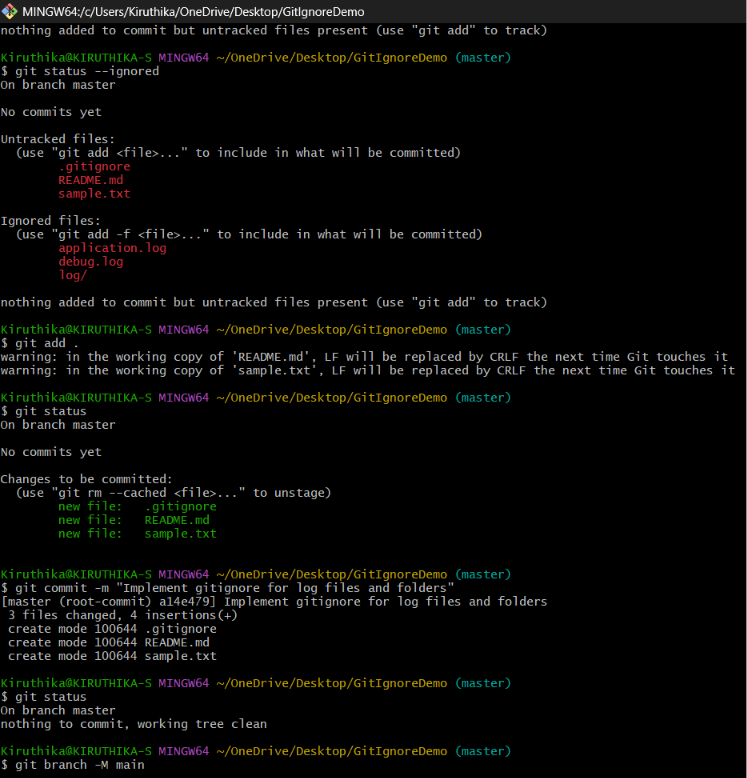 MINGW64:/c/Users/Kiruthika/OneDrive/Desktop/GitIgnoreDemo
nothing added to commit but untracked files present (use "git add" to track)
Kiruthika@KIRUTHIKA-S MINGW64 ~/OneDrive/Desktop/GitIgnoreDemo (master)
$ git status --ignored
On branch master
No commits yet
Untracked files:
(use "git add <file>..." to include in what will be committed)
.gitignore
README.md
sample.txt
Ignored files:
(use "git add -f <file>..." to include in what will be committed)
application.log
debug.log
log/
nothing added to commit but untracked files present (use "git add" to track)
Kiruthika@KIRUTHIKA-S MINGW64 ~/OneDrive/Desktop/GitIgnoreDemo (master)
$ git add .
warning: in the working copy of 'README.md', LF will be replaced by CRLF the next time Git touches it
warning: in the working copy of 'sample.txt', LF will be replaced by CRLF the next time Git touches it
Kiruthika@KIRUTHIKA-S MINGW64 ~/OneDrive/Desktop/GitIgnoreDemo (master)
$ git status
On branch master
No commits yet
Changes to be committed:
(use "git rm --cached <file>..." to unstage)
new file:   .gitignore
new file:   README.md
new file:   sample.txt
Kiruthika@KIRUTHIKA-S MINGW64 ~/OneDrive/Desktop/GitIgnoreDemo (master)
$ git commit -m "Implement gitignore for log files and folders"
[master (root-commit) a14e479] Implement gitignore for log files and folders
3 files changed, 4 insertions(+)
create mode 100644 .gitignore
create mode 100644 README.md
create mode 100644 sample.txt
Kiruthika@KIRUTHIKA-S MINGW64 ~/OneDrive/Desktop/GitIgnoreDemo (master)
$ git status
On branch master
nothing to commit, working tree clean
Kiruthika@KIRUTHIKA-S MINGW64 ~/OneDrive/Desktop/GitIgnoreDemo (master)
$ git branch -M main